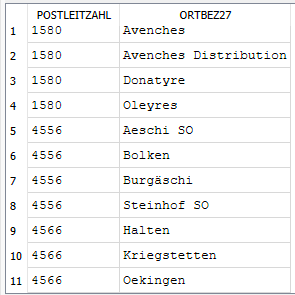 POSTLEITZAHL ORTBEZ27
1 1580 Avenches
2 1580 Avenches Distribution
3 1580 Donatyre
4 1580 Oleyres
5 4556 Aeschi SO
6 4556 Bolken
7 4556 Burgäschi
8 4556 Steinhof SO
9 4566 Halten
10 4566 Kriegstetten
11 4566 Oekingen